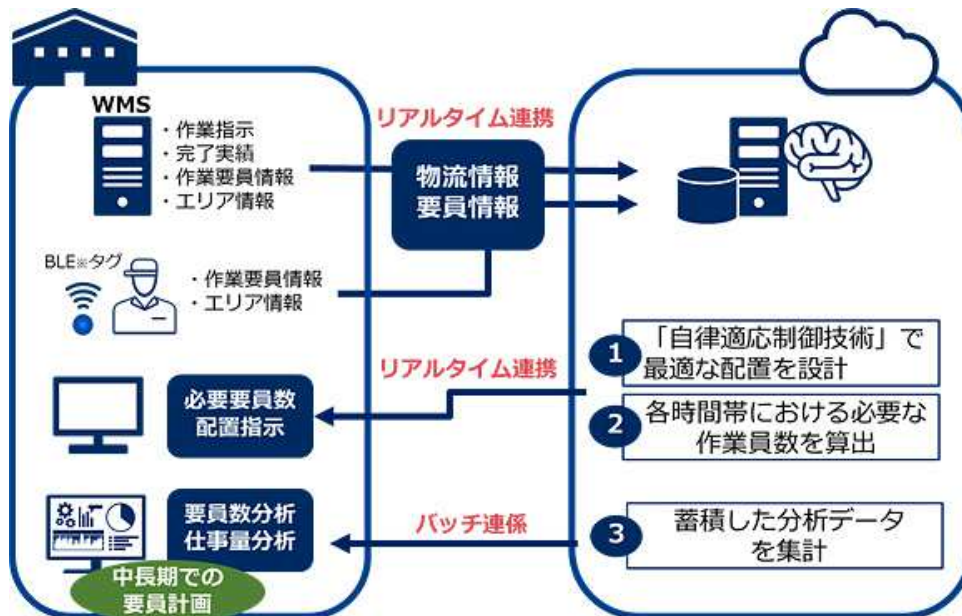 WMS
・作業指示
・完了実績
・作業要員情報
・エリア情報
リアルタイム連携
物流情報
要員情報
BLE※タグ
・作業要員情報
・エリア情報
リアルタイム連携
必要要員数
配置指示
1
「自律適応制御技術」で
最適な配置を設計
2
各時間帯における必要な
作業員数を算出
要員数分析
仕事量分析
バッチ連係
3
蓄積した分析データ
を集計
中長期での
要員計画